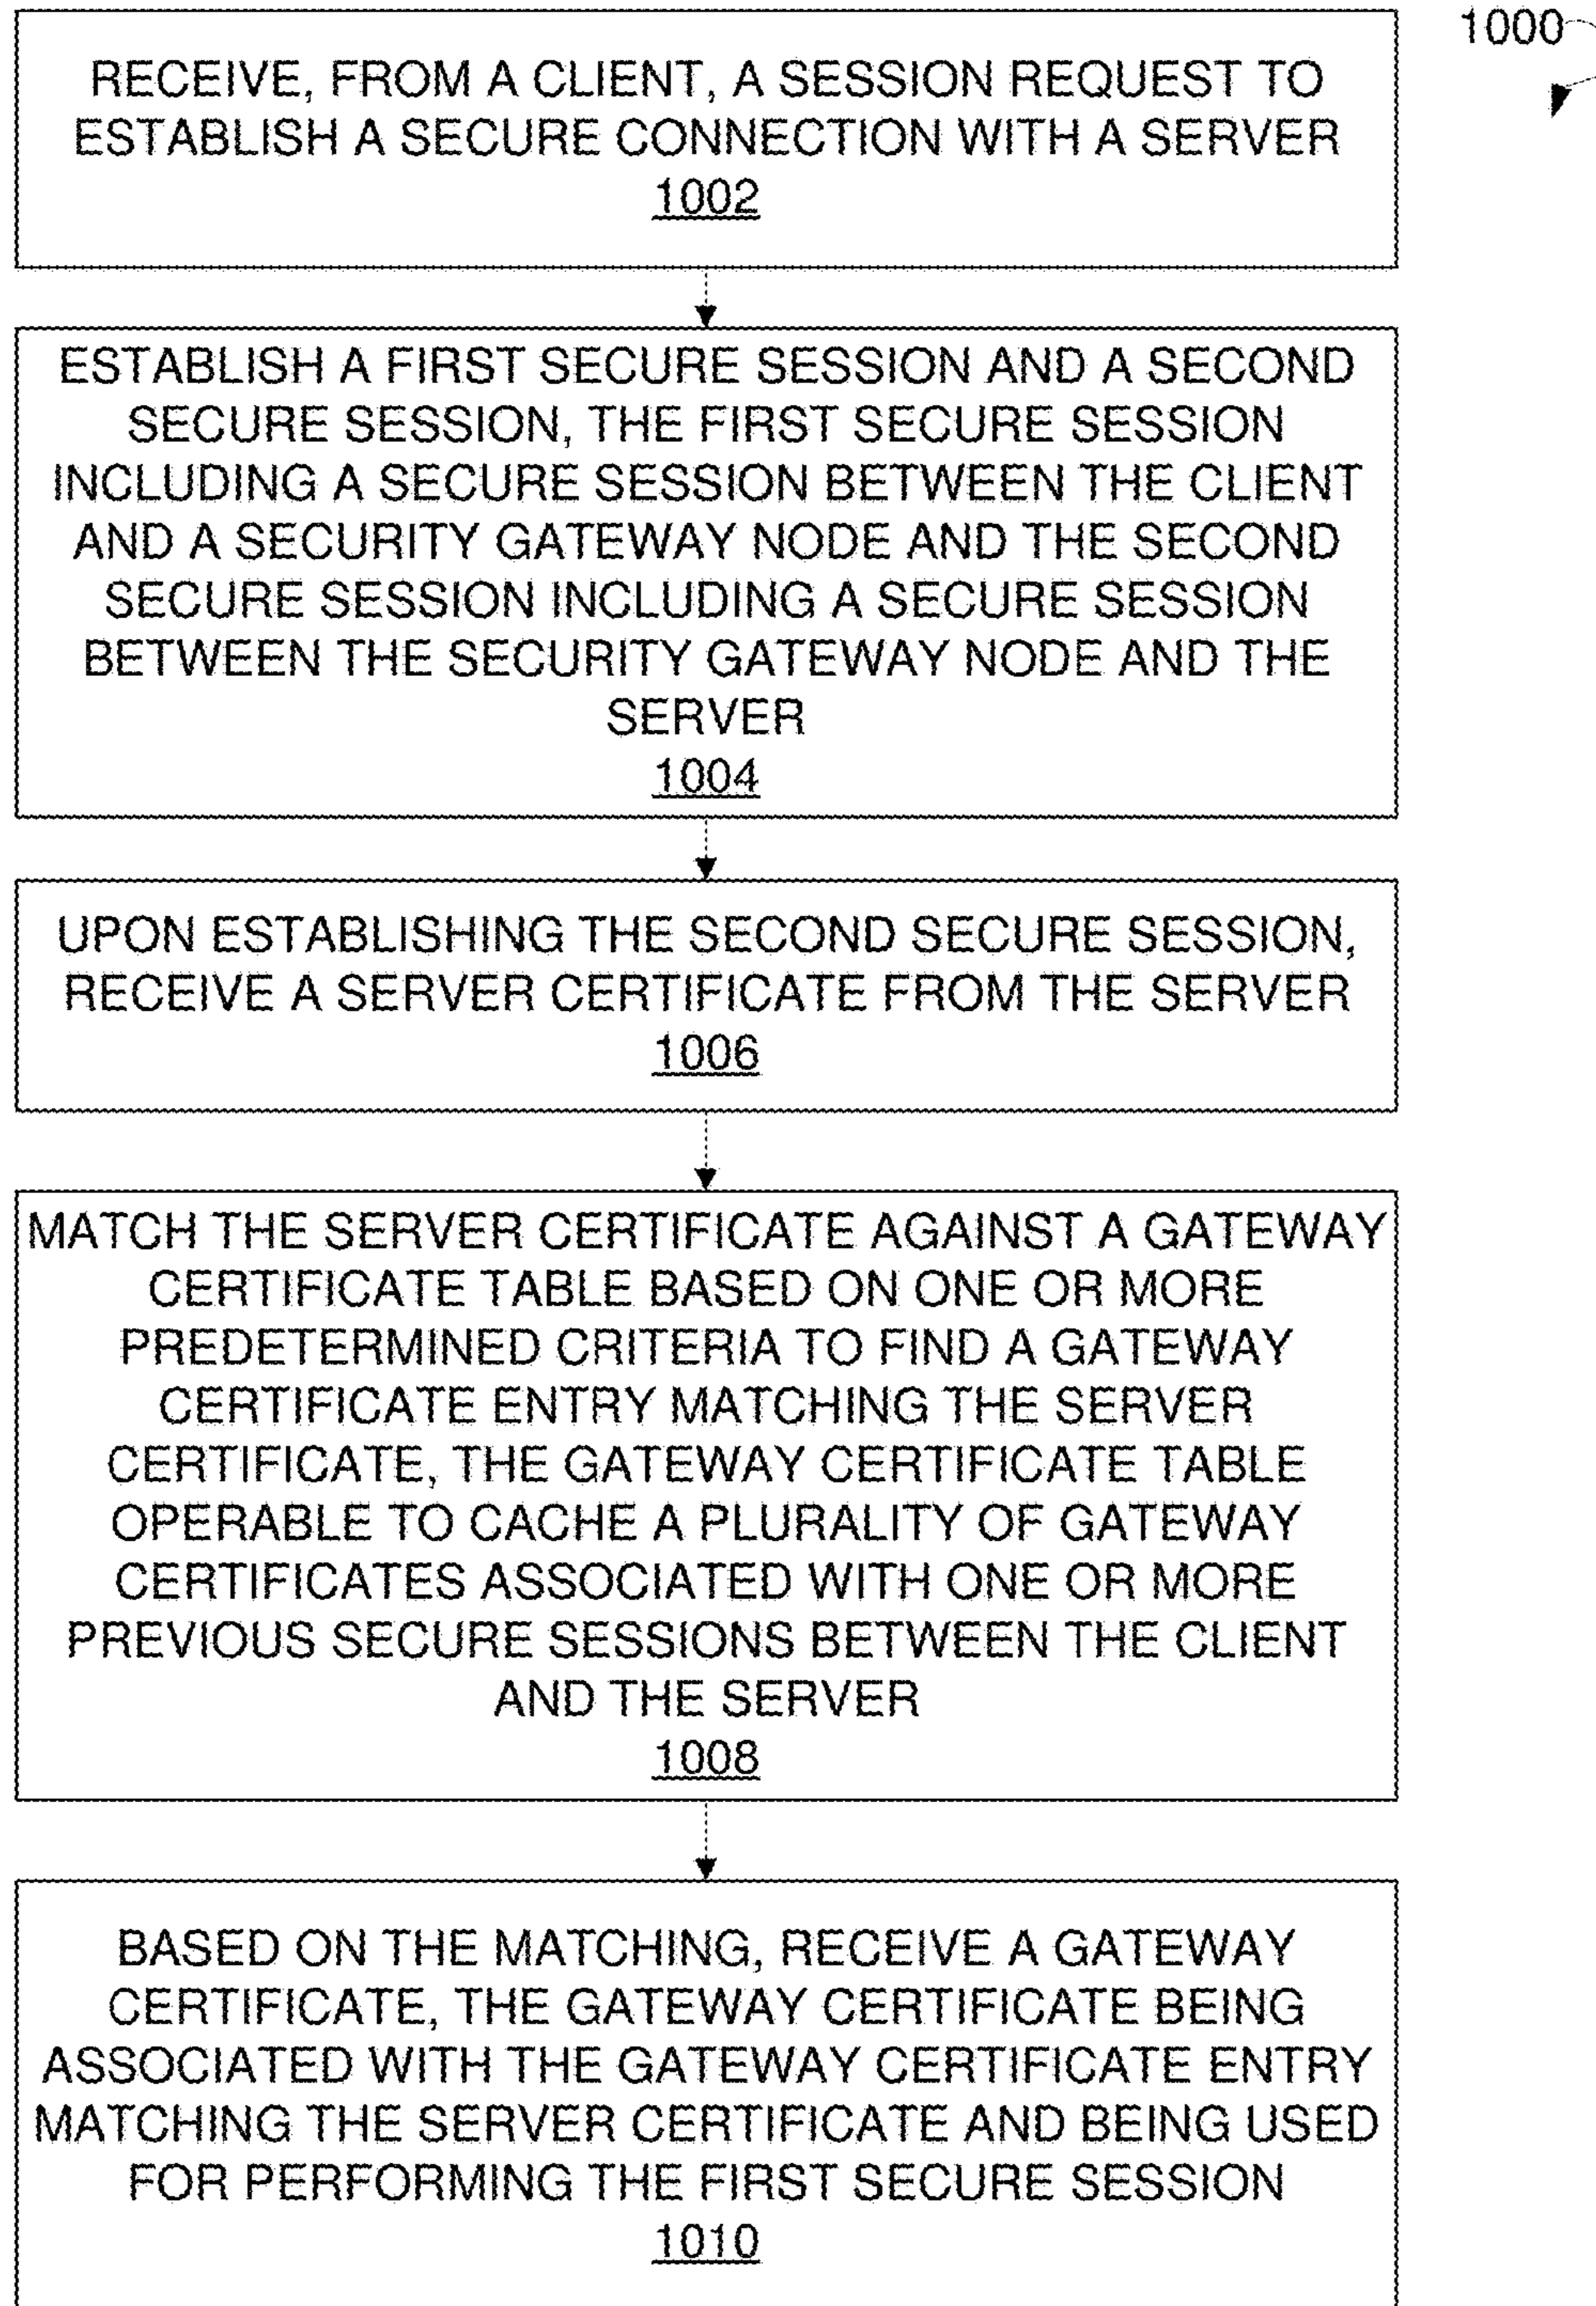 1000
RECEIVE, FROM A CLIENT, A SESSION REQUEST TO
ESTABLISH A SECURE CONNECTION WITH A SERVER
1002
ESTABLISH A FIRST SECURE SESSION AND A SECOND
SECURE SESSION, THE FIRST SECURE SESSION
INCLUDING A SECURE SESSION BETWEEN THE CLIENT
AND A SECURITY GATEWAY NODE AND THE SECOND
SECURE SESSION INCLUDING A SECURE SESSION
BETWEEN THE SECURITY GATEWAY NODE AND THE
SERVER
1004
UPON ESTABLISHING THE SECOND SECURE SESSION,
RECEIVE A SERVER CERTIFICATE FROM THE SERVER
1006
MATCH THE SERVER CERTIFICATE AGAINST A GATEWAY
CERTIFICATE TABLE BASED ON ONE OR MORE
PREDETERMINED CRITERIA TO FIND A GATEWAY
CERTIFICATE ENTRY MATCHING THE SERVER
CERTIFICATE, THE GATEWAY CERTIFICATE TABLE
OPERABLE TO CACHE A PLURALITY OF GATEWAY
CERTIFICATES ASSOCIATED WITH ONE OR MORE
PREVIOUS SECURE SESSIONS BETWEEN THE CLIENT
AND THE SERVER
1008
BASED ON THE MATCHING, RECEIVE A GATEWAY
CERTIFICATE, THE GATEWAY CERTIFICATE BEING
ASSOCIATED WITH THE GATEWAY CERTIFICATE ENTRY
MATCHING THE SERVER CERTIFICATE AND BEING USED
FOR PERFORMING THE FIRST SECURE SESSION
1010